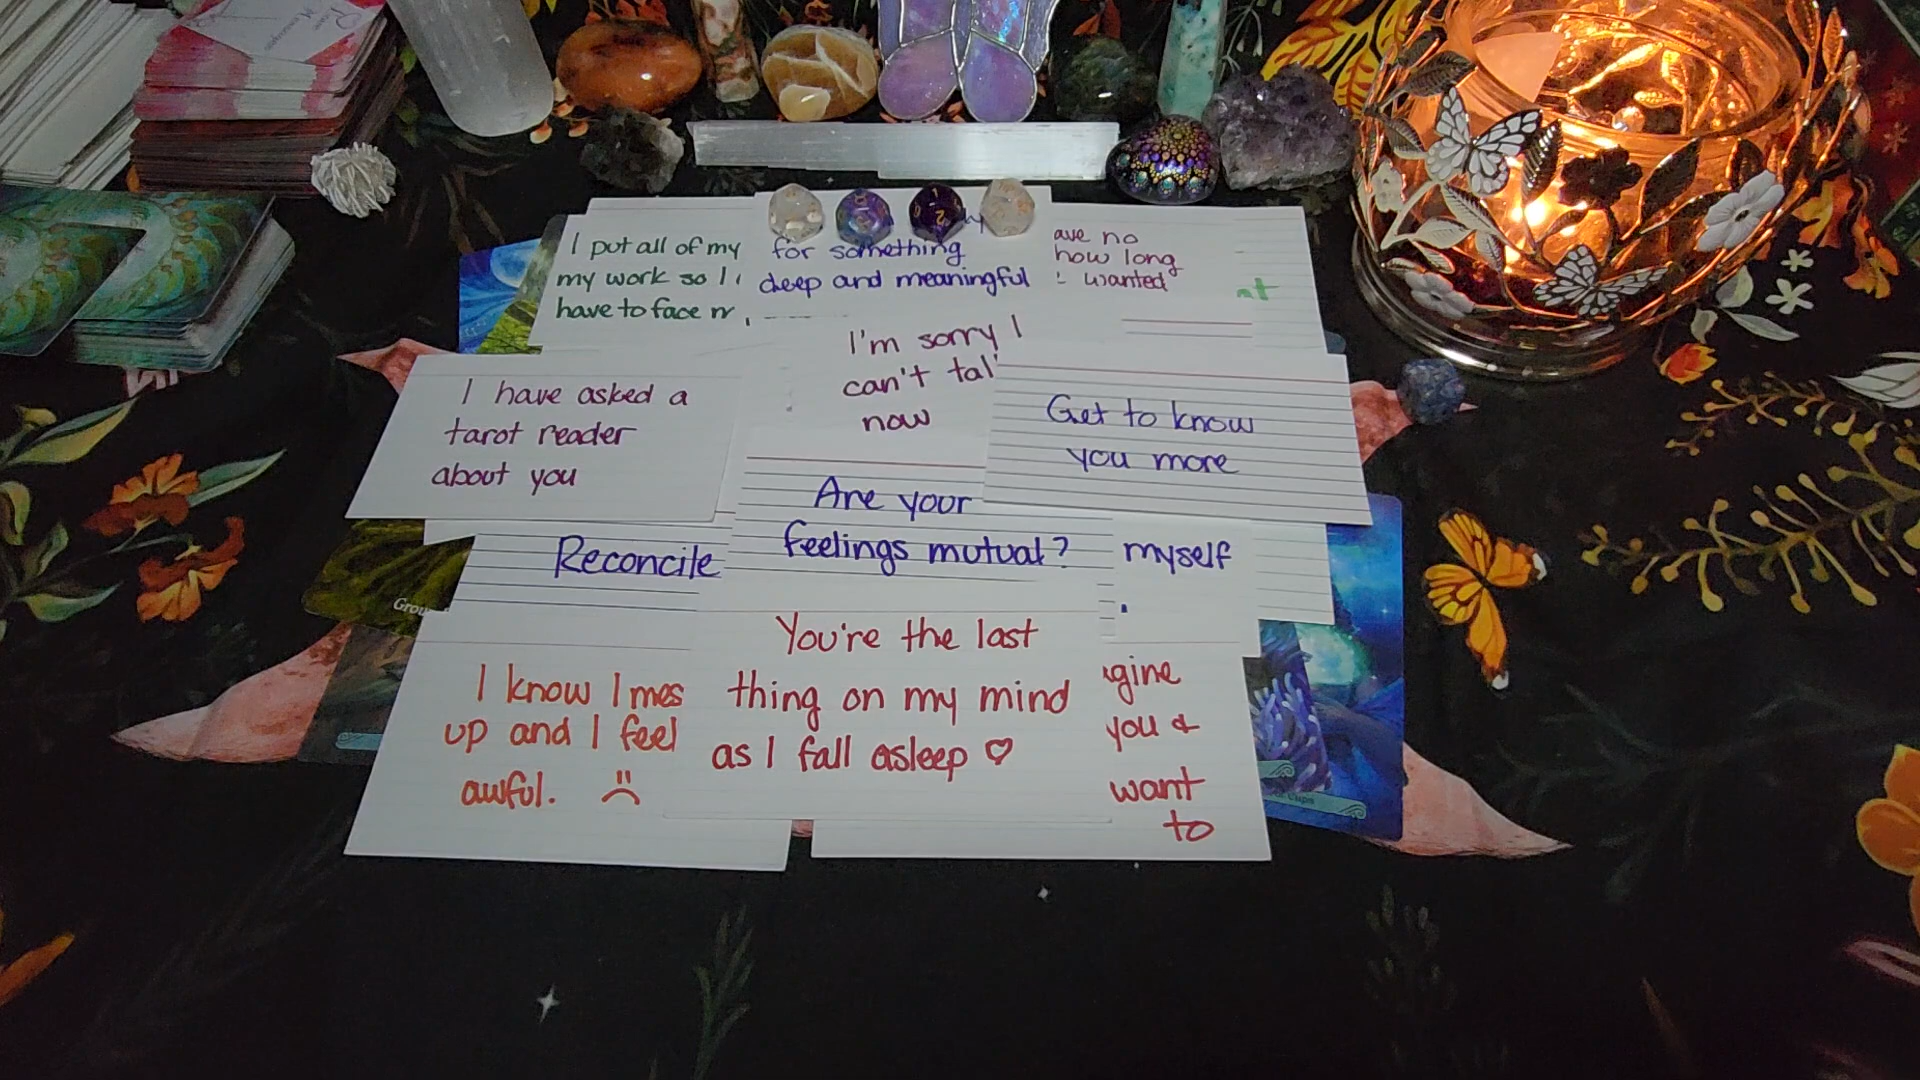 I put all of my
my work so I
have to face
for something
deep and meaningful
ave no
how long
wanted
I'm sorry I
can't
now
I have asked a
tarot reader
about you
Get to know
you more
Are your
feelings mutual?
Reconcile
myself
You're the last
thing on my mind
as I fall asleep ♡
I know I mes
up and I feel
awful.
gine
you &
want
to